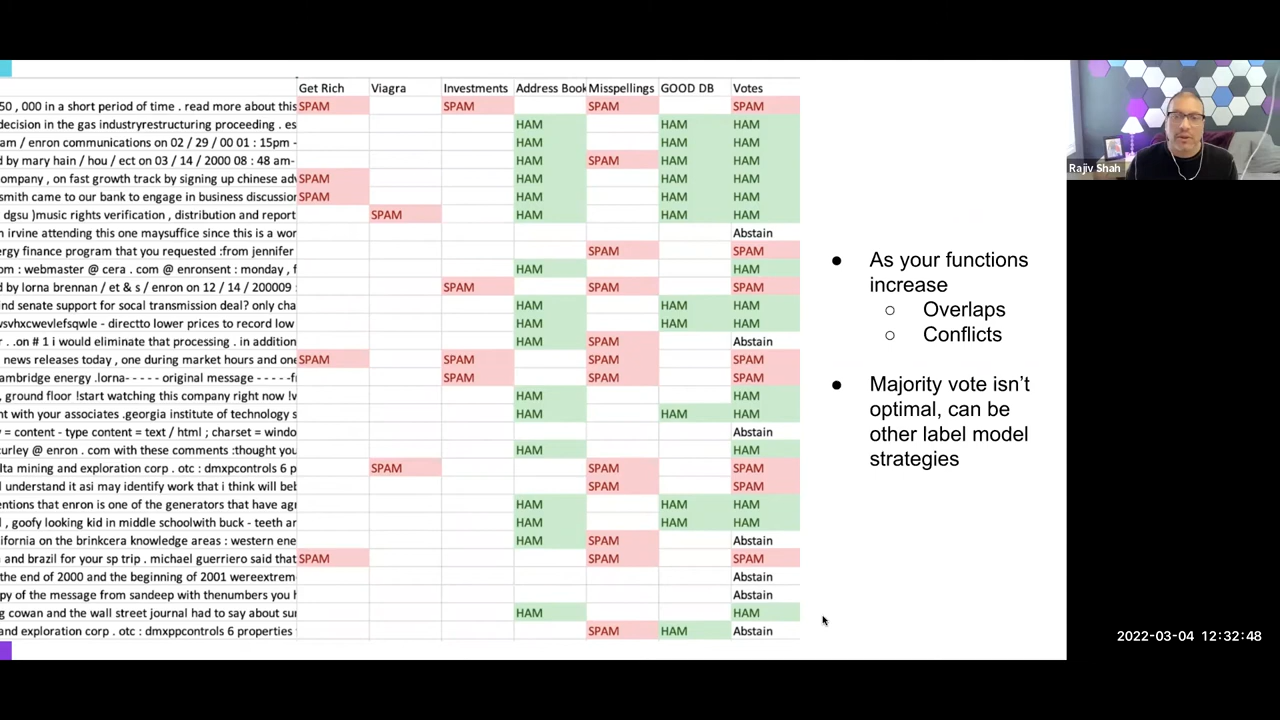 Get Rich Viagra Investments Address Book Misspellings GOOD DB Votes
50 , 000 in a short period of time . read more about this SPAM SPAM SPAM SPAM
decision in the gas industryrestructuring proceeding . es HAM HAM HAM
am / enron communications on 02 / 29 / 00 01 : 15pm - HAM HAM HAM
d by mary hain / hou / ect on 03 / 14 / 2000 08 : 48 am- HAM SPAM HAM HAM
company , on fast growth track by signing up chinese adv SPAM HAM HAM HAM
smith came to our bank to engage in business discussion SPAM HAM HAM HAM
dgsu )music rights verification , distribution and report SPAM HAM HAM HAM
n irvine attending this one maysuffice since this is a wor Abstain
ergy finance program that you requested :from jennifer SPAM SPAM
om : webmaster @ cera . com @ enronsent : monday , f HAM HAM
d by lorna brennan / et & s / enron on 12 / 14 / 200009 : SPAM SPAM SPAM
ind senate support for socal transmission deal? only cha HAM HAM HAM
wsvhxcwevlefsqwle - directto lower prices to record low HAM HAM HAM
r . .on # 1 i would eliminate that processing . in addition HAM SPAM Abstain
news releases today , one during market hours and one SPAM SPAM SPAM SPAM
ambridge energy .lorna- - - - - original message - - - - -fr SPAM SPAM SPAM
, ground floor !start watching this company right now !v HAM HAM
nt with your associates .georgia institute of technology s HAM HAM HAM
= content - type content = text / html ; charset = windo Abstain
curley @ enron . com with these comments :thought you HAM HAM
lta mining and exploration corp . otc : dmxpcontrols 6 p SPAM SPAM SPAM
l understand it asi may identify work that i think will beb SPAM SPAM
entions that enron is one of the generators that have agr HAM HAM HAM
l , goofy looking kid in middle schoolwith buck - teeth ar HAM HAM HAM
ifornia on the brinkcera knowledge areas : western ene HAM SPAM Abstain
and brazil for your sp trip . michael guerriero said that SPAM SPAM SPAM
the end of 2000 and the beginning of 2001 wereextrem Abstain
py of the message from sandeep with thenumbers you h Abstain
g cowan and the wall street journal had to say about sur HAM HAM
and exploration corp . otc : dmxppcontrols 6 properties SPAM HAM Abstain
● As your functions
increase
○ Overlaps
○ Conflicts
● Majority vote isn't
optimal, can be
other label model
strategies
Rajiv Shah
2022-03-04 12:32:48